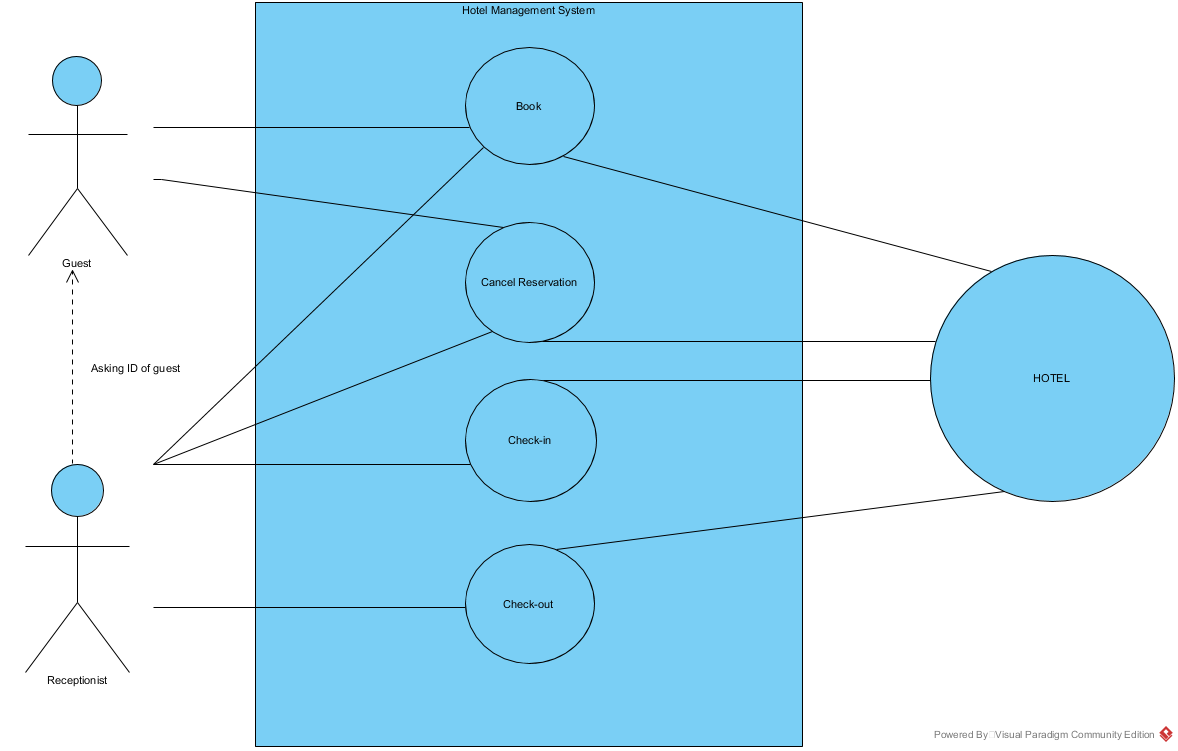 Hotel Management System
Book
Guest
Cancel Reservation
Asking ID of guest
HOTEL
Check-in
Check-out
Receptionist
Powered By Visual Paradigm Community Edition